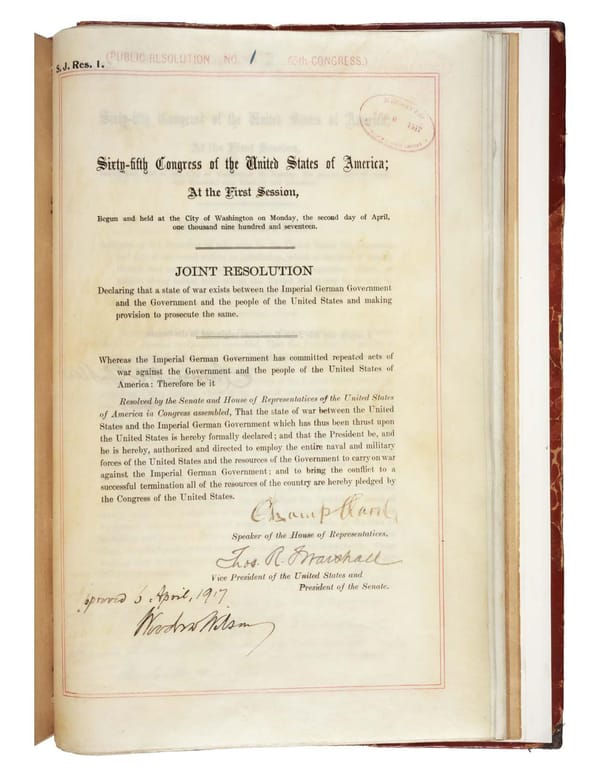 (PUBLIC RESOLUTION NO. 1 65th CONGRESS.)
S. J. Res. 1.
1917
Sixty-fifth Congress of the United States of America;
At the First Session,
Begun and held at the City of Washington on Monday, the second day of April,
one thousand nine hundred and seventeen.
JOINT RESOLUTION
Declaring that a state of war exists between the Imperial German Government
and the Government and the people of the United States and making
provision to prosecute the same.
Whereas the Imperial German Government has committed repeated acts of
war against the Government and the people of the United States of
America: Therefore be it
Resolved by the Senate and House of Representatives of the United States
of America in Congress assembled, That the state of war between the United
States and the Imperial German Government which has thus been thrust upon
the United States is hereby formally declared; and that the President be, and
he is hereby, authorized and directed to employ the entire naval and military
forces of the United States and the resources of the Government to carry on war
against the Imperial German Government; and to bring the conflict to a
successful termination all of the resources of the country are hereby pledged by
the Congress of the United States.
Champ Clark
Speaker of the House of Representatives.
Thos. R. Marshall
Vice President of the United States and
President of the Senate.
pproved 6 April, 1917
Woodrow Wilson